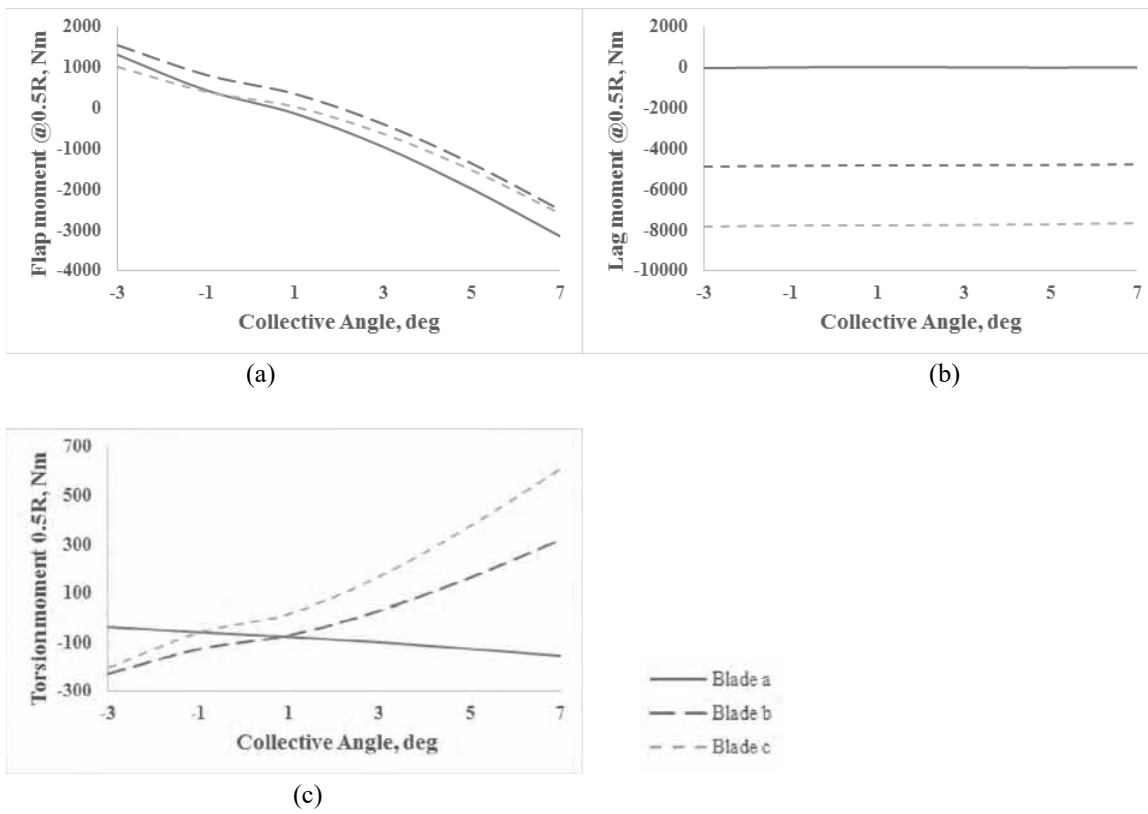 2000
1000
0
-1000
-2000
-3000
-4000
Flap moment @0.5R, Nm
-3 -1 1 3 5 7
Collective Angle, deg
(a)
2000
0
-2000
-4000
-6000
-8000
-10000
Lag moment @0.5R, Nm
-3 -1 1 3 5 7
Collective Angle, deg
(b)
700
500
300
100
-100
-300
Torsionmoment 0.5R, Nm
-3 -1 1 3 5 7
Collective Angle, deg
(c)
Blade a
Blade b
Blade c